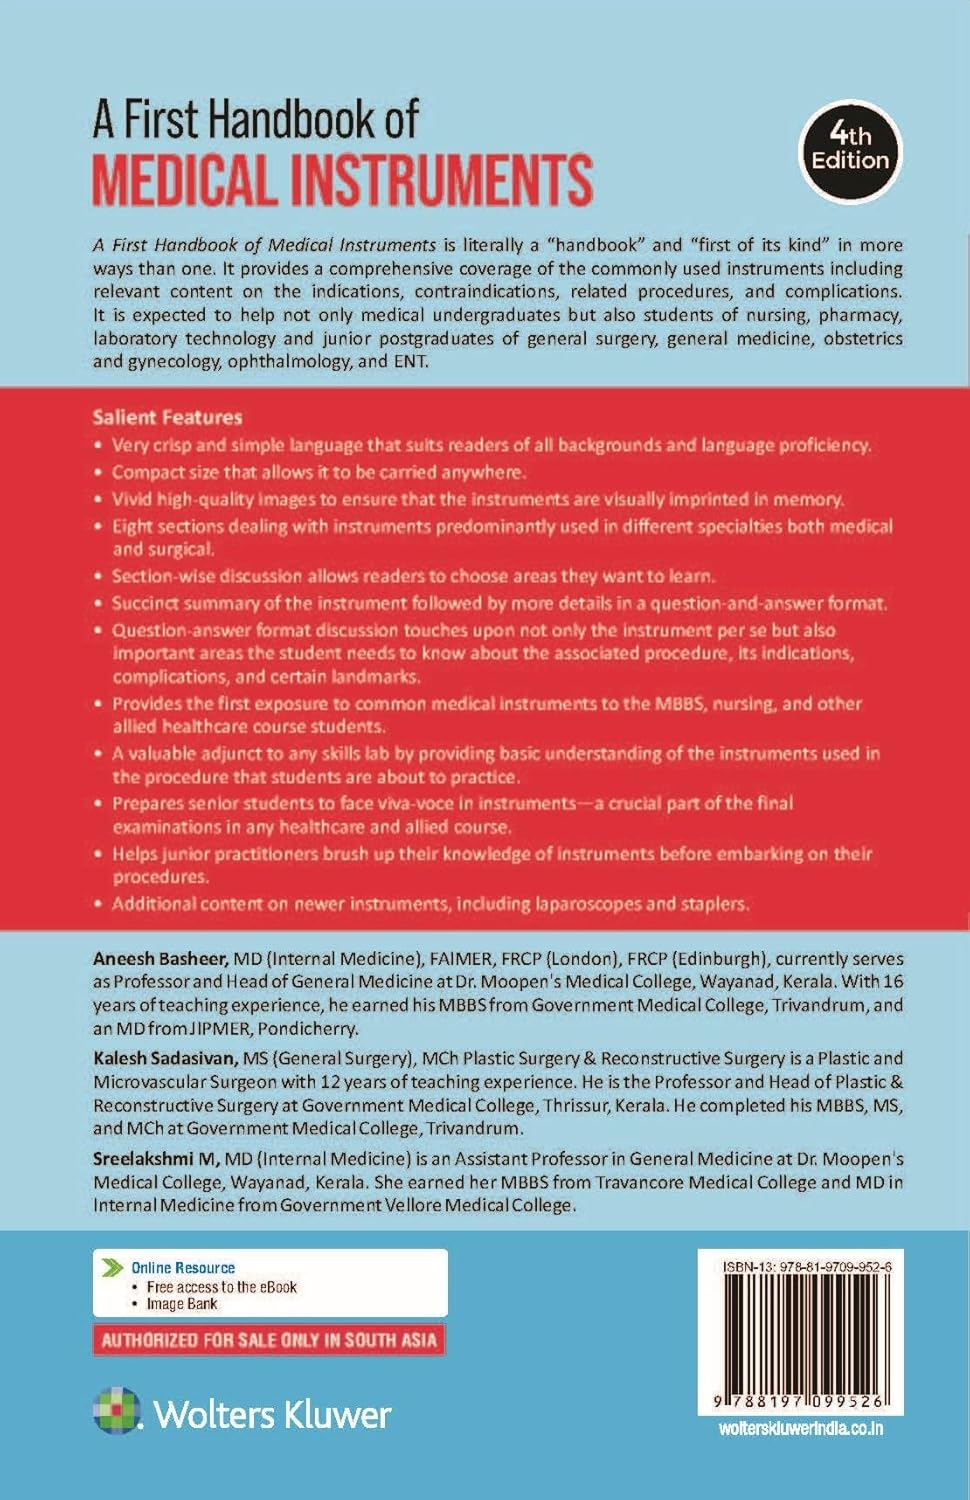 A First Handbook of
MEDICAL INSTRUMENTS
4th
Edition
A First Handbook of Medical Instruments is literally a “handbook” and “first of its kind” in more
ways than one. It provides a comprehensive coverage of the commonly used instruments including
relevant content on the indications, contraindications, related procedures, and complications.
It is expected to help not only medical undergraduates but also students of nursing, pharmacy,
laboratory technology and junior postgraduates of general surgery, general medicine, obstetrics
and gynecology, ophthalmology, and ENT.
Salient Features
• Very crisp and simple language that suits readers of all backgrounds and language proficiency.
• Compact size that allows it to be carried anywhere.
• Vivid high-quality images to ensure that the instruments are visually imprinted in memory.
• Eight sections dealing with instruments predominantly used in different specialties both medical
and surgical.
• Section-wise discussion allows readers to choose areas they want to learn.
• Succinct summary of the instrument followed by more details in a question-and-answer format.
• Question-answer format discussion touches upon not only the instrument per se but also
important areas the student needs to know about the associated procedure, its indications,
complications, and certain landmarks.
• Provides the first exposure to common medical instruments to the MBBS, nursing, and other
allied healthcare course students.
• A valuable adjunct to any skills lab by providing basic understanding of the instruments used in
the procedure that students are about to practice.
• Prepares senior students to face viva-voce in instruments—a crucial part of the final
examinations in any healthcare and allied course.
• Helps junior practitioners brush up their knowledge of instruments before embarking on their
procedures.
• Additional content on newer instruments, including laparoscopes and staplers.
Aneesh Basheer, MD (Internal Medicine), FAIMER, FRCP (London), FRCP (Edinburgh), currently serves
as Professor and Head of General Medicine at Dr. Moopen's Medical College, Wayanad, Kerala. With 16
years of teaching experience, he earned his MBBS from Government Medical College, Trivandrum, and
an MD from JIPMER, Pondicherry.
Kalesh Sadasivan, MS (General Surgery), MCh Plastic Surgery & Reconstructive Surgery is a Plastic and
Microvascular Surgeon with 12 years of teaching experience. He is the Professor and Head of Plastic &
Reconstructive Surgery at Government Medical College, Thrissur, Kerala. He completed his MBBS, MS,
and MCh at Government Medical College, Trivandrum.
Sreelakshmi M, MD (Internal Medicine) is an Assistant Professor in General Medicine at Dr. Moopen's
Medical College, Wayanad, Kerala. She earned her MBBS from Travancore Medical College and MD in
Internal Medicine from Government Vellore Medical College.
Online Resource
• Free access to the eBook
• Image Bank
AUTHORIZED FOR SALE ONLY IN SOUTH ASIA
Wolters Kluwer
ISBN-13: 978-81-9709-952-6
9 788197 099526
wolterskluwerindia.co.in